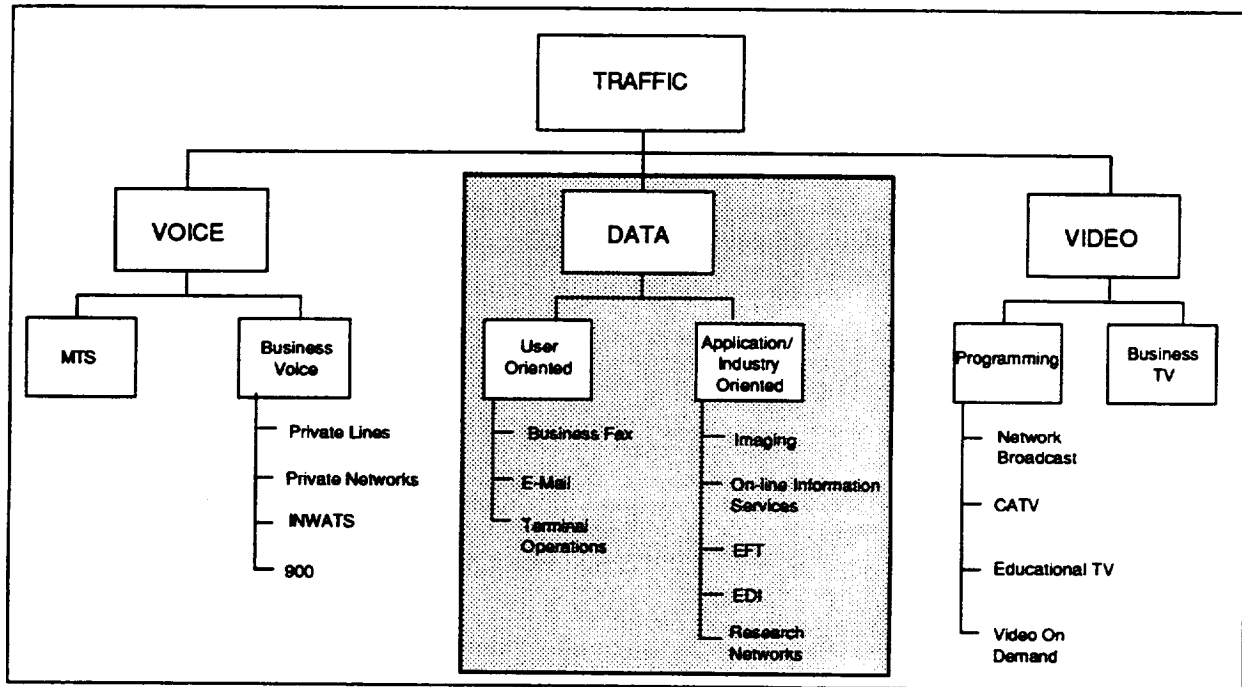 TRAFFIC
VOICE
DATA
VIDEO
MTS
Business
Voice
User
Oriented
Application/
Industry
Oriented
Programming
Business
TV
Private Lines
Private Networks
INWATS
900
Business Fax
E-Mail
Terminal
Operations
Imaging
On-line Information
Services
EFT
EDI
Research
Networks
Network
Broadcast
CATV
Educational TV
Video On
Demand